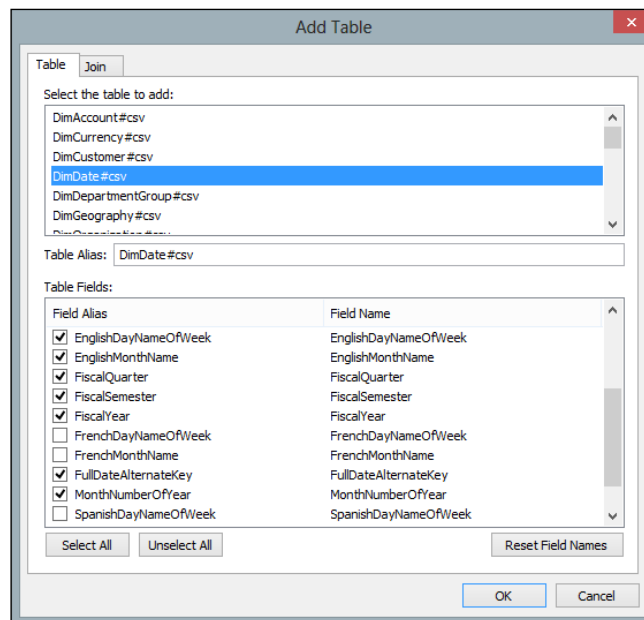 Add Table
x
Table Join
Select the table to add:
DimAccount#csv
DimCurrency#csv
DimCustomer#csv
DimDate#csv
DimDepartmentGroup#csv
DimGeography#csv
Table Alias: DimDate#csv
Table Fields:
Field Alias Field Name
EnglishDayNameOfWeek EnglishDayNameOfWeek
EnglishMonthName EnglishMonthName
FiscalQuarter FiscalQuarter
FiscalSemester FiscalSemester
FiscalYear FiscalYear
FrenchDayNameOfWeek FrenchDayNameOfWeek
FrenchMonthName FrenchMonthName
FullDateAlternateKey FullDateAlternateKey
MonthNumberOfYear MonthNumberOfYear
SpanishDayNameOfWeek SpanishDayNameOfWeek
Select All Unselect All Reset Field Names
OK Cancel